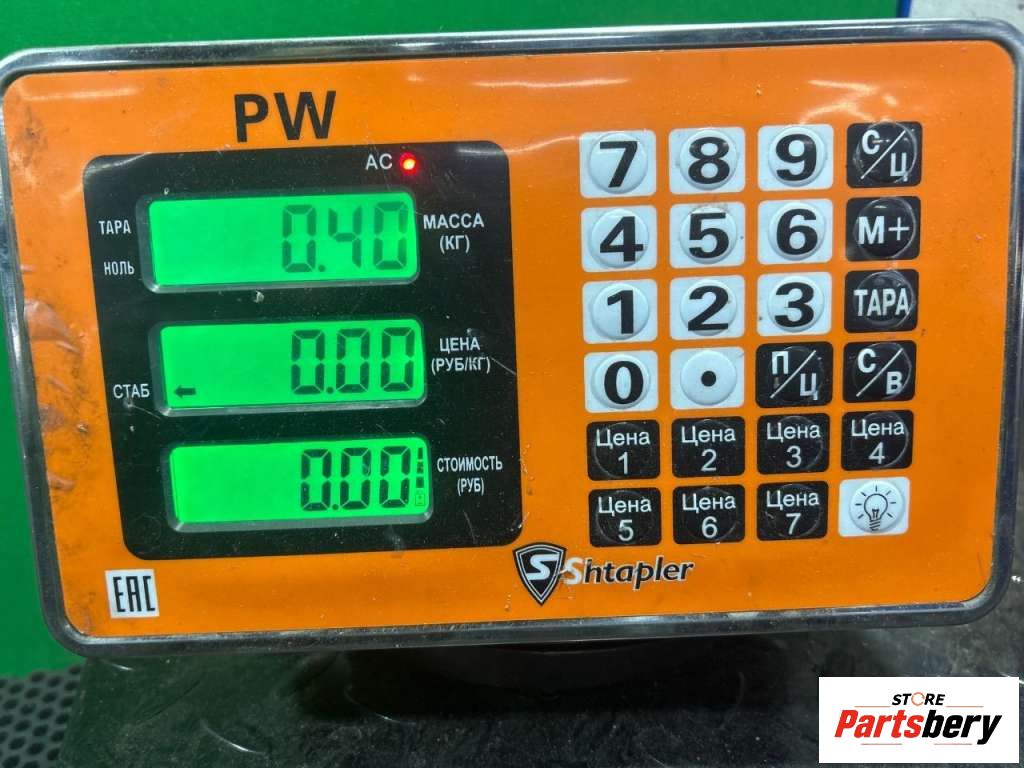 PW
AC
ТАРА
НОЛЬ
0.40
МАССА
(КГ)
СТАБ
0.00
ЦЕНА
(РУБ/КГ)
0.00
СТОИМОСТЬ
(РУБ)
7 8 9 С/Ц
4 5 6 М+
1 2 3 ТАРА
0 . П/Ц С/В
Цена 1 Цена 2 Цена 3 Цена 4
Цена 5 Цена 6 Цена 7
EAC
S Shtapler
STORE
Partsbery